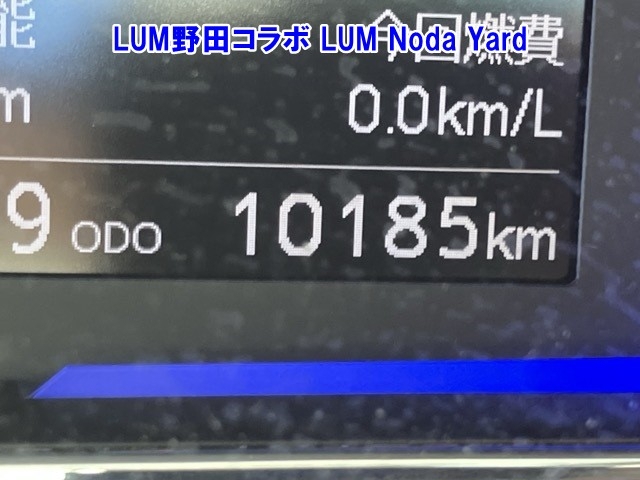 LUM野田コラボ LUM Noda Yard
能 今回燃費
m 0.0km/L
9 ODO 10185km